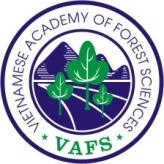 VIETNAMESE ACADEMY OF FOREST SCIENCES
VAFS